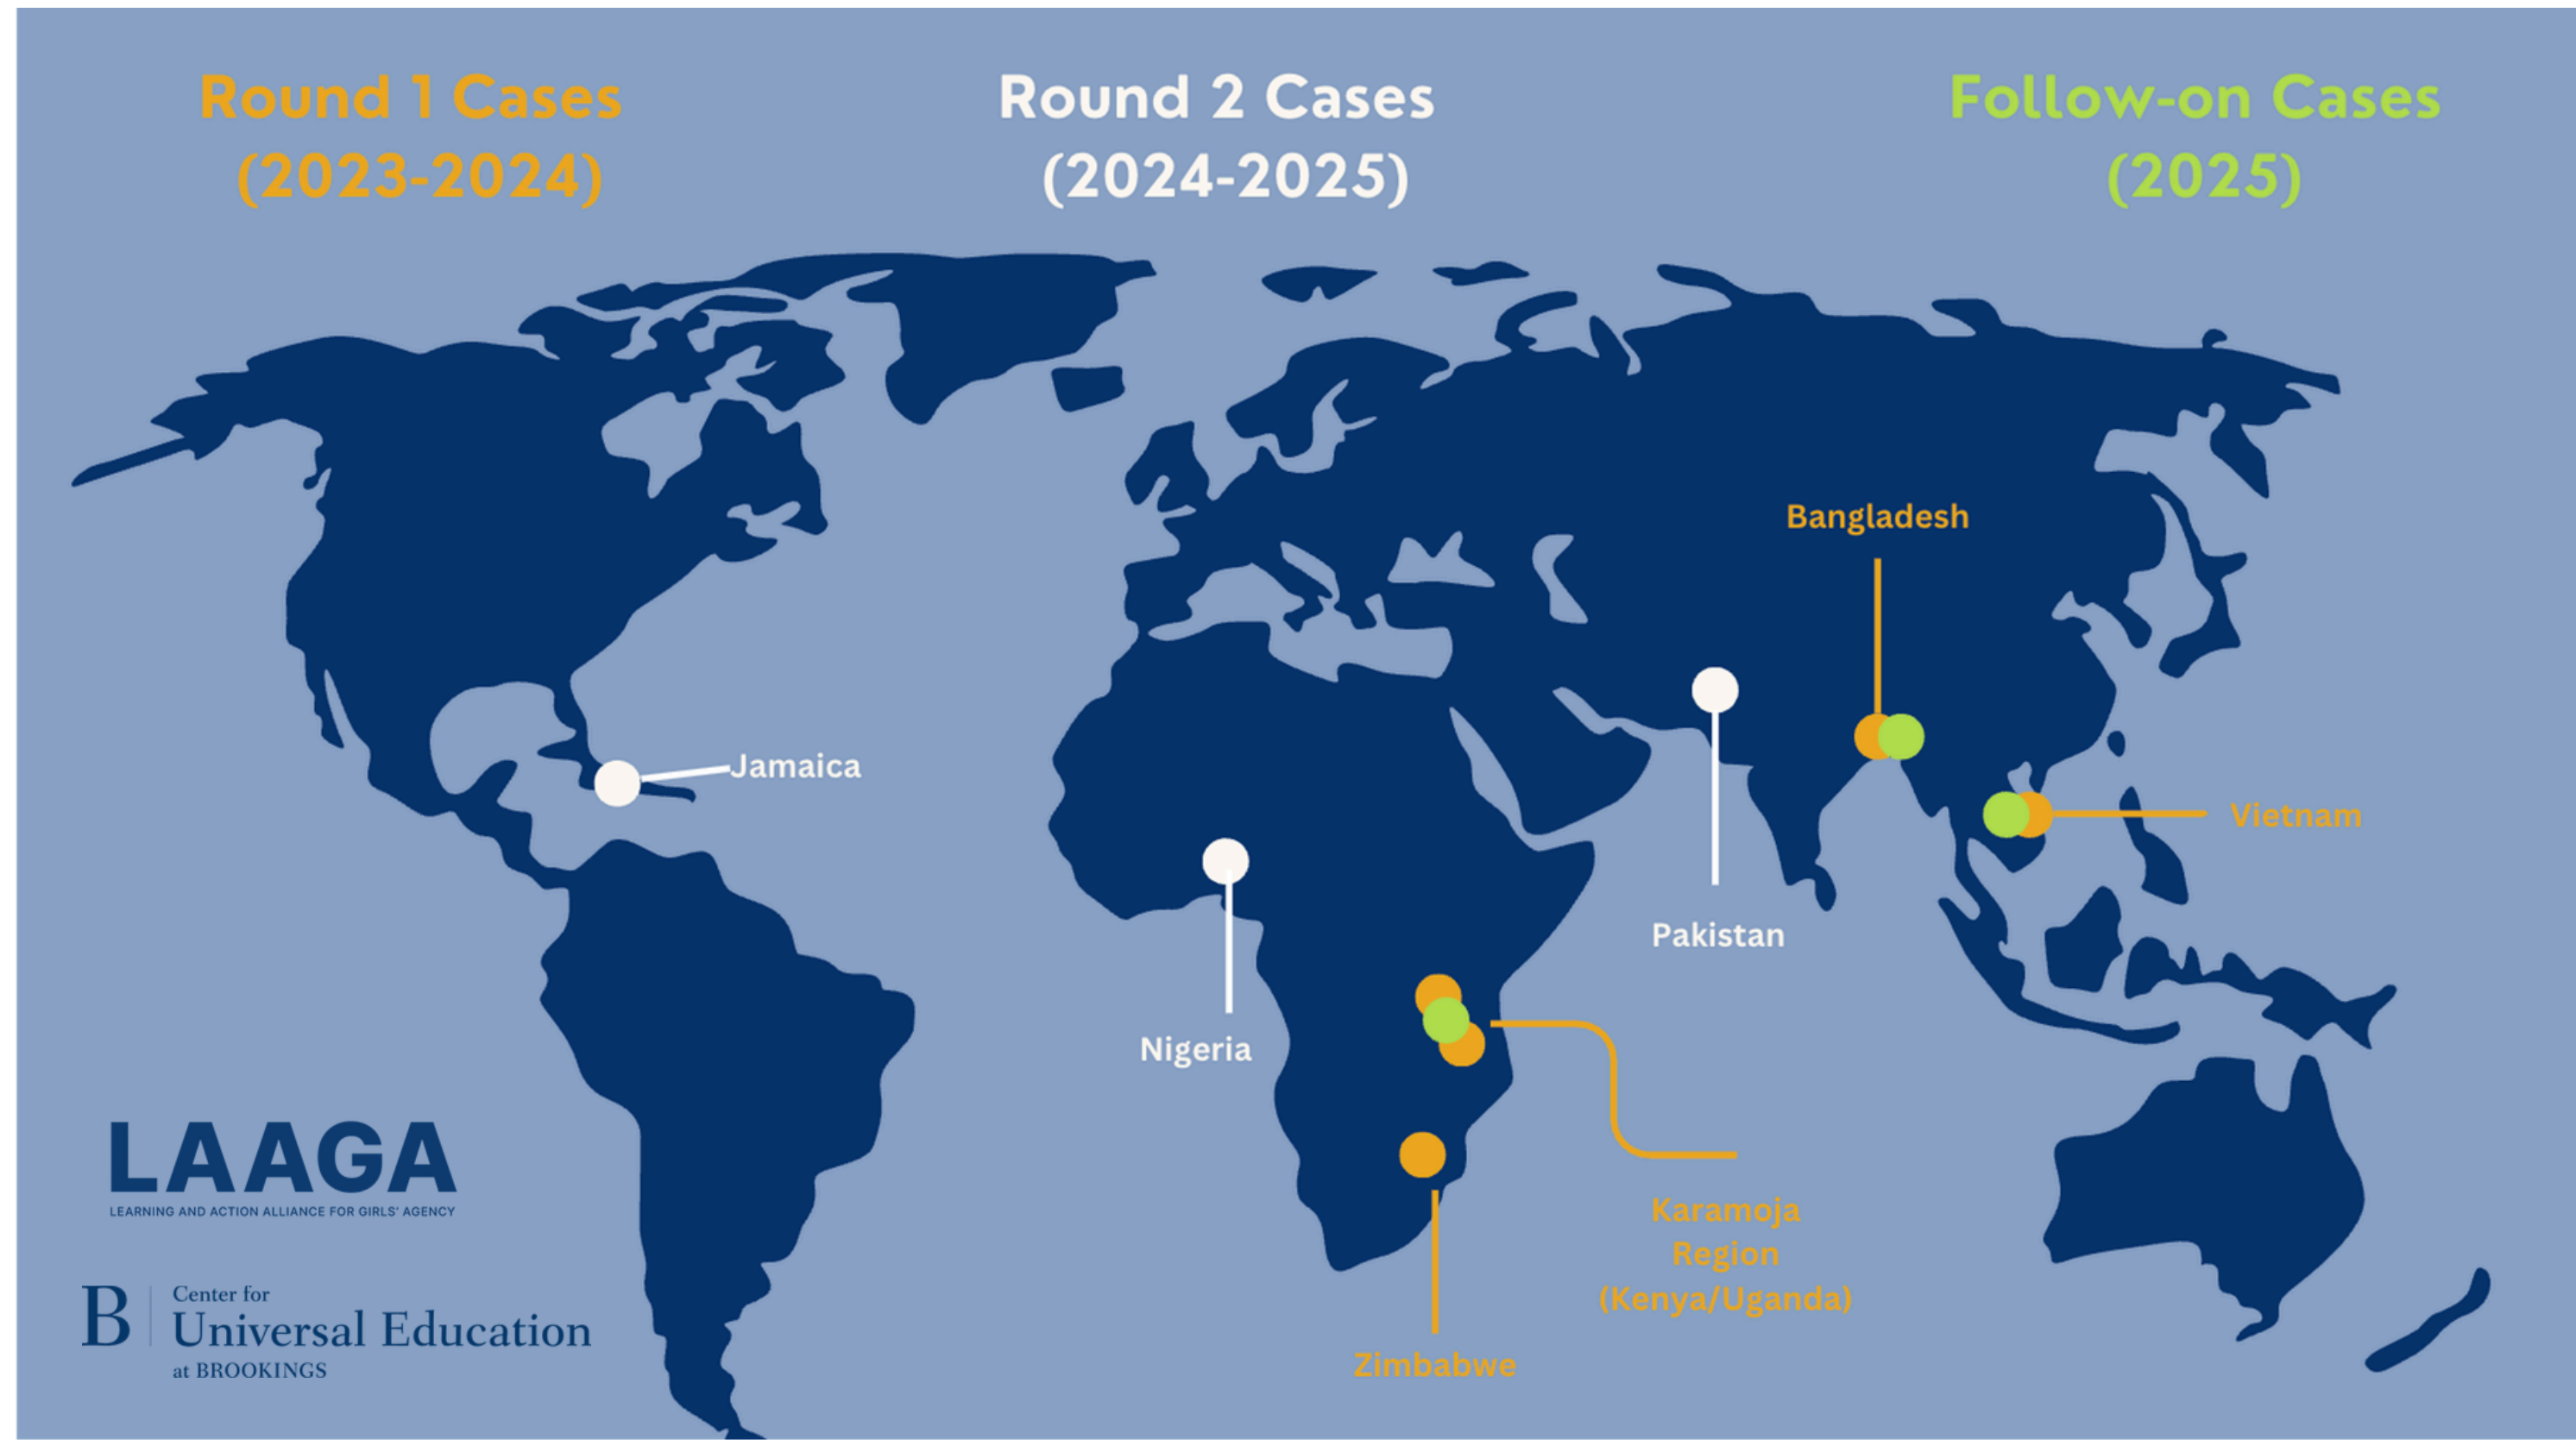 Round 1 Cases
(2023-2024)
Round 2 Cases
(2024-2025)
Follow-on Cases
(2025)
Bangladesh
Jamaica
Vietnam
Pakistan
Nigeria
Karamoja
Region
(Kenya/Uganda)
Zimbabwe
LAAGA
LEARNING AND ACTION ALLIANCE FOR GIRLS' AGENCY
B
Center for
Universal Education
at BROOKINGS